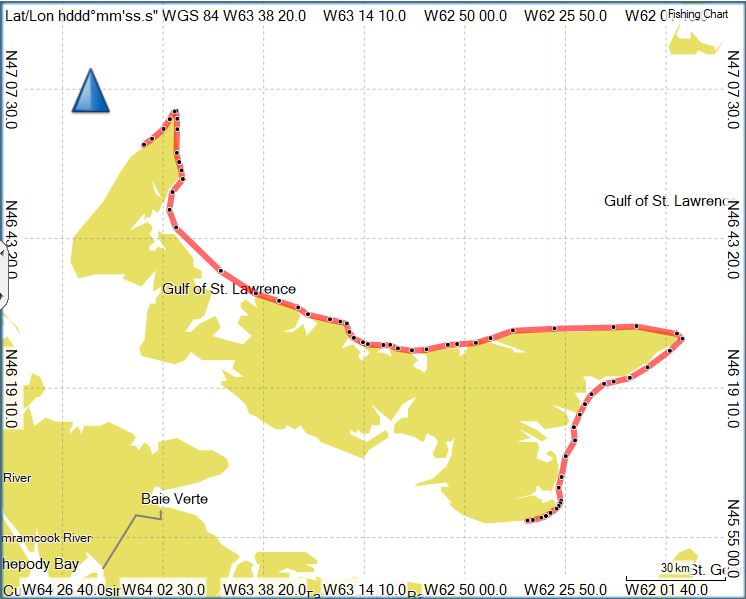 Lat/Lon hddd°mm'ss.s" WGS 84 W63 38 20.0 W63 14 10.0 W62 50 00.0 W62 25 50.0 W62
Fishing Chart
N47 07 30.0
N47 07 30.0
Gulf of St. Lawrenc
N46 43 20.0
N46 43 20.0
Gulf of St. Lawrence
N46 19 10.0
N46 19 10.0
River
Baie Verte
N45 55 00.0
mramcook River
hepody Bay
30 km
St. Ge
W64 26 40.0 W64 02 30.0 W63 38 20.0 W63 14 10.0 W62 50 00.0 W62 25 50.0 W62 01 40.0